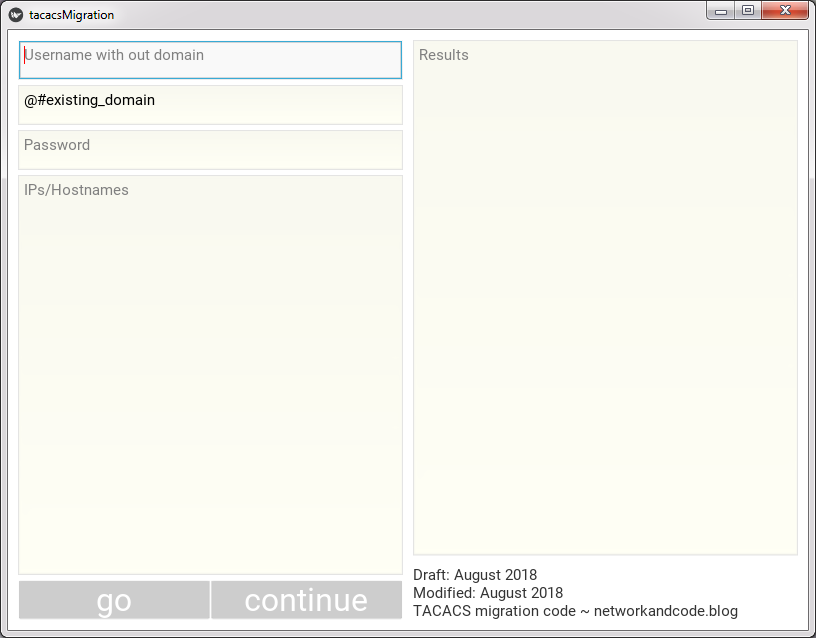 tacacsMigration
Username with out domain
@#existing_domain
Password
IPs/Hostnames
go
continue
Results
Draft: August 2018
Modified: August 2018
TACACS migration code ~ networkandcode.blog